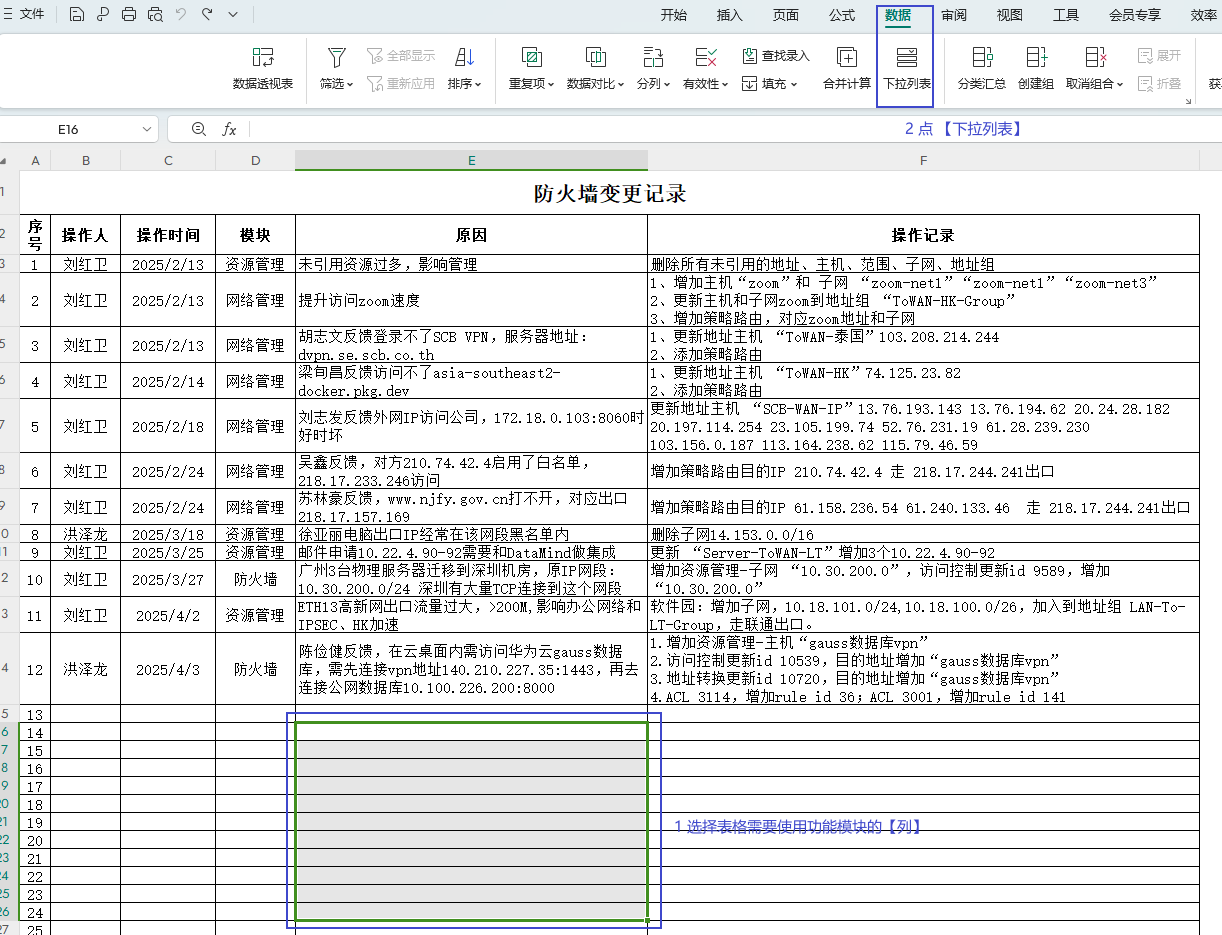 文件
开始 插入 页面 公式 数据 审阅 视图 工具 会员专享 效率
全部显示 查找录入 展开
数据透视表 筛选 重新应用 排序 重复项 数据对比 分列 有效性 填充 合并计算 下拉列表 分类汇总 创建组 取消组合 折叠
E16 fx 2 点 【下拉列表】
A B C D E F
1 防火墙变更记录
2 序号 操作人 操作时间 模块 原因 操作记录
3 1 刘红卫 2025/2/13 资源管理 未引用资源过多，影响管理 删除所有未引用的地址、主机、范围、子网、地址组
1、增加主机“zoom”和 子网 “zoom-net1”“zoom-net1”“zoom-net3”
4 2 刘红卫 2025/2/13 网络管理 提升访问zoom速度 2、更新主机和子网zoom到地址组 “ToWAN-HK-Group”
3、增加策略路由，对应zoom地址和子网
胡志文反馈登录不了SCB VPN，服务器地址： 1、更新地址主机 “ToWAN-泰国”103.208.214.244
5 3 刘红卫 2025/2/13 网络管理
dvpn.se.scb.co.th 2、添加策略路由
梁旬昌反馈访问不了asia-southeast2- 1、更新地址主机 “ToWAN-HK”74.125.23.82
6 4 刘红卫 2025/2/14 网络管理
docker.pkg.dev 2、添加策略路由
更新地址主机 “SCB-WAN-IP”13.76.193.143 13.76.194.62 20.24.28.182
刘志发反馈外网IP访问公司，172.18.0.103:8060时
7 5 刘红卫 2025/2/18 网络管理 20.197.114.254 23.105.199.74 52.76.231.19 61.28.239.230
好时坏
103.156.0.187 113.164.238.62 115.79.46.59
吴鑫反馈，对方210.74.42.4启用了白名单，
8 6 刘红卫 2025/2/24 网络管理 增加策略路由目的IP 210.74.42.4 走 218.17.244.241出口
218.17.233.246访问
苏林豪反馈，www.njfy.gov.cn打不开，对应出口
9 7 刘红卫 2025/2/24 网络管理 增加策略路由目的IP 61.158.236.54 61.240.133.46 走 218.17.244.241出口
218.17.157.169
0 8 洪泽龙 2025/3/18 资源管理 徐亚丽电脑出口IP经常在该网段黑名单内 删除子网14.153.0.0/16
11 9 洪泽龙 2025/3/25 资源管理 邮件申请10.22.4.90-92需要和DataMind做集成 更新 “Server-ToWAN-LT”增加3个10.22.4.90-92
广州3台物理服务器迁移到深圳机房，原IP网段： 增加资源管理-子网 “10.30.200.0”，访问控制更新id 9589，增加
2 10 刘红卫 2025/3/27 防火墙
10.30.200.0/24 深圳有大量TCP连接到这个网段 “10.30.200.0”
ETH13高新网出口流量过大，>200M,影响办公网络和 软件园：增加子网，10.18.101.0/24,10.18.100.0/26，加入到地址组 LAN-To-
3 11 刘红卫 2025/4/2 资源管理
IPSEC、HK加速 LT-Group，走联通出口。
1.增加资源管理-主机“gauss数据库vpn”
陈俭健反馈，在云桌面内需访问华为云gauss数据
2.访问控制更新id 10539，目的地址增加“gauss数据库vpn”
4 12 洪泽龙 2025/4/3 防火墙 库，需先连接vpn地址140.210.227.35:1443，再去
3.地址转换更新id 10720，目的地址增加“gauss数据库vpn”
连接公网数据库10.100.226.200:8000
4.ACL 3114，增加rule id 36；ACL 3001，增加rule id 141
5 13
6 14
7 15
8 16
9 17
20 18
21 19 1 选择表格需要使用功能模块的【列】
22 20
23 21
24 22
25 23
26 24
27 25